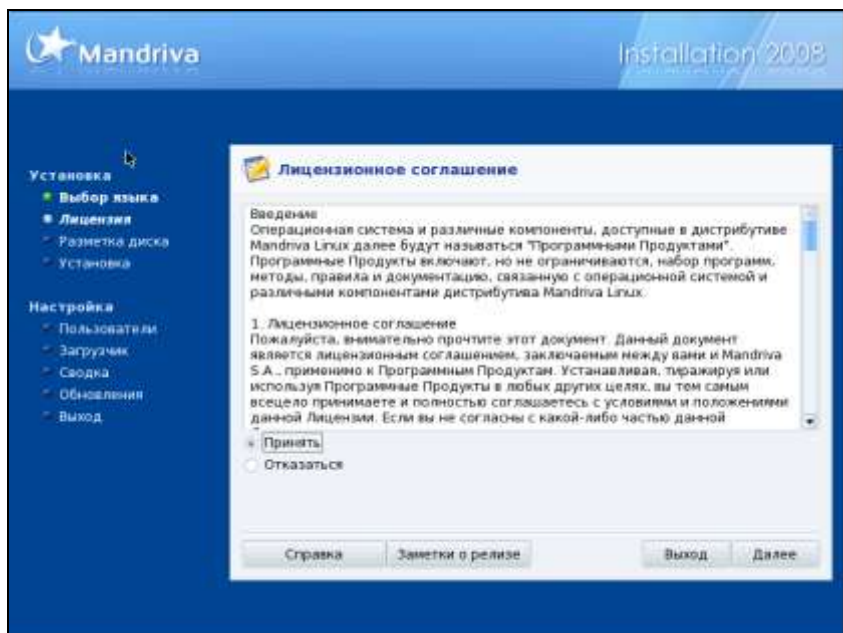 Mandriva
Installation 2008
Установка
Выбор языка
Лицензия
Разметка диска
Установка
Настройка
Пользователи
Загрузчик
Сводка
Обновления
Выход
Лицензионное соглашение
Введение
Операционная система и различные компоненты, доступные в дистрибутиве
Mandriva Linux далее будут называться "Программными Продуктами".
Программные Продукты включают, но не ограничиваются, набор программ,
методы, правила и документацию, связанную с операционной системой и
различными компонентами дистрибутива Mandriva Linux.
1. Лицензионное соглашение
Пожалуйста, внимательно прочтите этот документ. Данный документ
является лицензионным соглашением, заключаемым между вами и Mandriva
S.A., применимо к Программным Продуктам. Устанавливая, тиражируя или
используя Программные Продукты в любых других целях, вы тем самым
всецело принимаете и полностью соглашаетесь с условиями и положениями
данной Лицензии. Если вы не согласны с какой-либо частью данной
Принять
Отказаться
Справка
Заметки о релизе
Выход
Далее